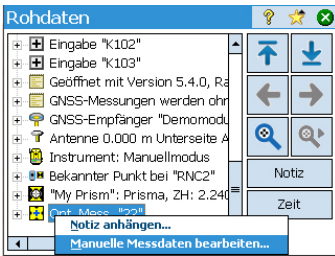 Rohdaten
Eingabe "K102"
Eingabe "K103"
Geöffnet mit Version 5.4.0, Ra
GNSS-Messungen werden ohr
GNSS-Empfänger "Demomodu
Antenne 0.000 m Unterseite A
Instrument: Manuellmodus
Bekannter Punkt bei "RNC2"
"My Prism": Prisma, ZH: 2.240
Opt. Mess. "22"
Notiz anhängen...
Manuelle Messdaten bearbeiten...
Notiz
Zeit